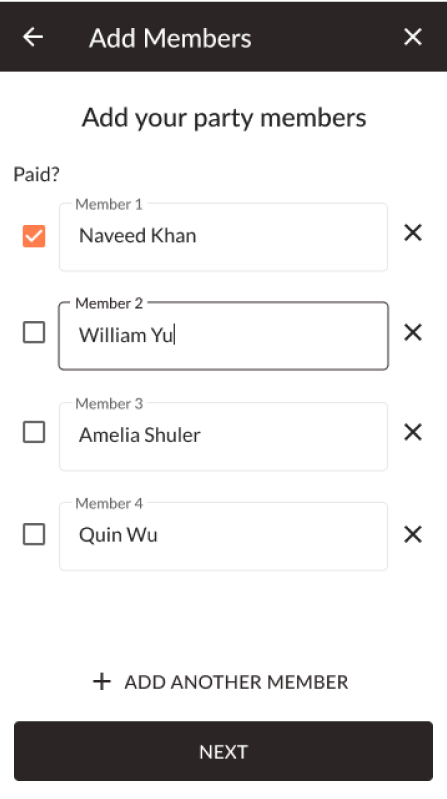 Add Members
Add your party members
Paid?
Member 1
Naveed Khan
Member 2
William Yu
Member 3
Amelia Shuler
Member 4
Quin Wu
ADD ANOTHER MEMBER
NEXT